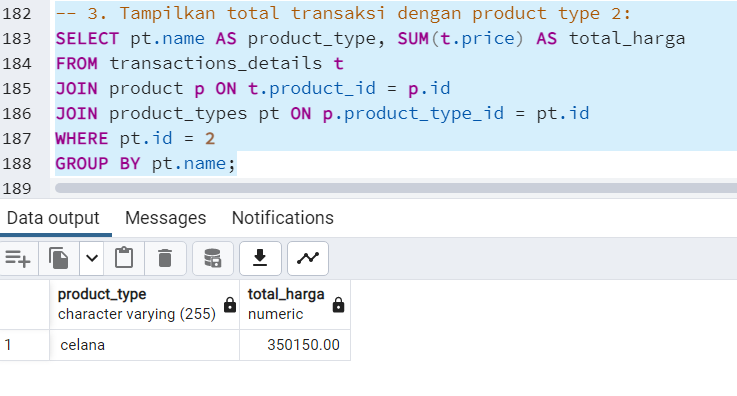 182 -- 3. Tampilkan total transaksi dengan product type 2:
183 SELECT pt.name AS product_type, SUM(t.price) AS total_harga
184 FROM transactions_details t
185 JOIN product p ON t.product_id = p.id
186 JOIN product_types pt ON p.product_type_id = pt.id
187 WHERE pt.id = 2
188 GROUP BY pt.name;
189
Data output Messages Notifications
product_type total_harga
character varying (255) numeric
1 celana 350150.00